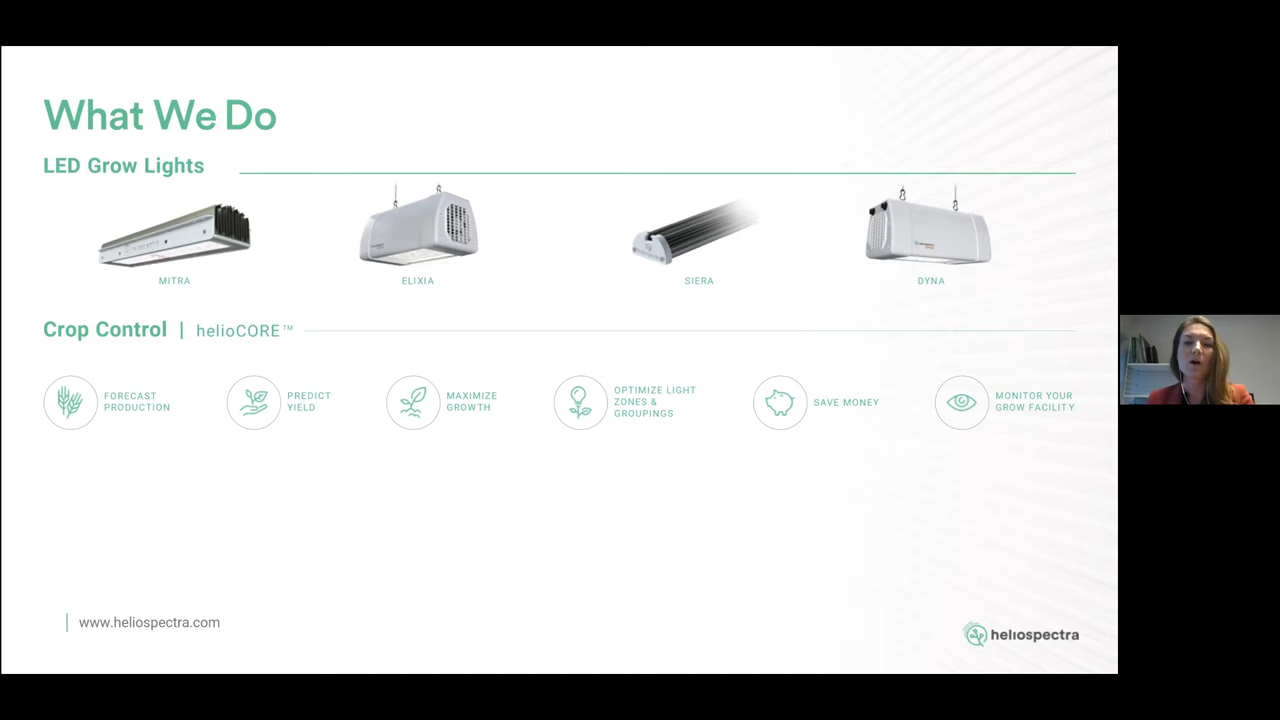 What We Do
LED Grow Lights
MITRA
ELIXIA
SIERA
DYNA
Crop Control | helioCORE™
FORECAST
PRODUCTION
PREDICT
YIELD
MAXIMIZE
GROWTH
OPTIMIZE LIGHT
ZONES &
GROUPINGS
SAVE MONEY
MONITOR YOUR
GROW FACILITY
www.heliospectra.com
heliospectra